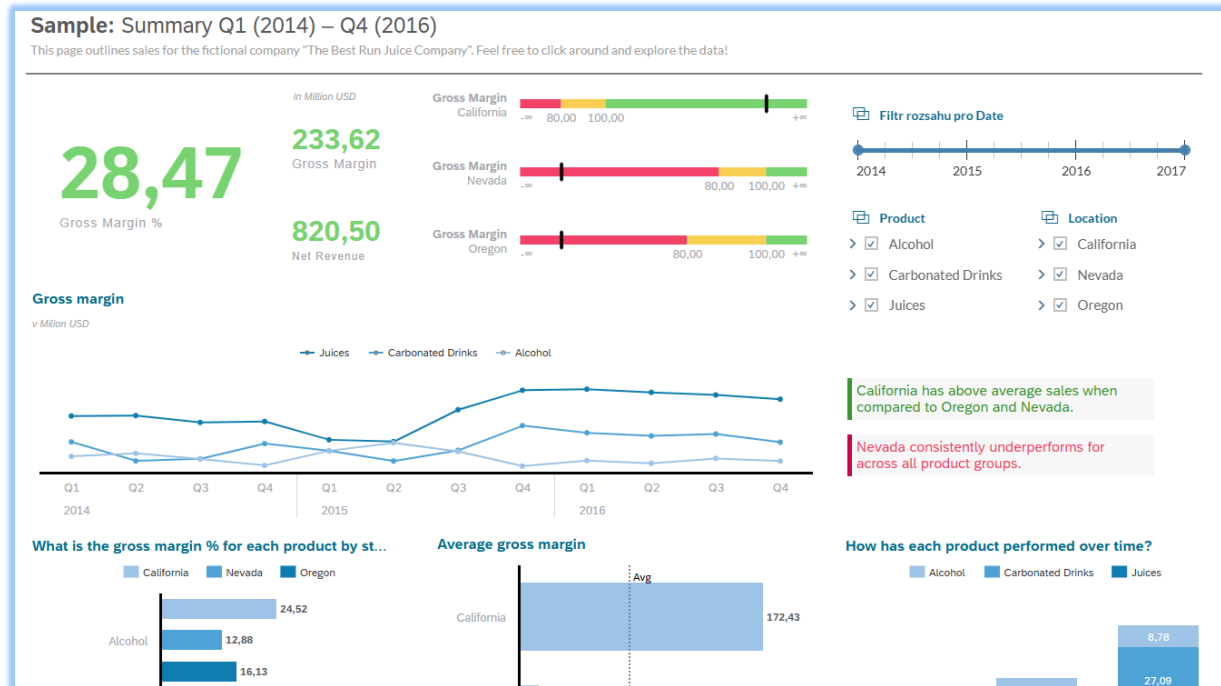 Sample: Summary Q1 (2014) – Q4 (2016)
This page outlines sales for the fictional company "The Best Run Juice Company". Feel free to click around and explore the data!
28,47
Gross Margin %
in Million USD
233,62
Gross Margin
820,50
Net Revenue
Gross Margin
California
-∞ 80,00 100,00 +∞
Gross Margin
Nevada
-∞ 80,00 100,00 +∞
Gross Margin
Oregon
-∞ 80,00 100,00 +∞
Filtr rozsahu pro Date
2014 2015 2016 2017
Product
Alcohol
Carbonated Drinks
Juices
Location
California
Nevada
Oregon
Gross margin
v Milion USD
Juices Carbonated Drinks Alcohol
Q1 Q2 Q3 Q4 Q1 Q2 Q3 Q4 Q1 Q2 Q3 Q4
2014 2015 2016
California has above average sales when
compared to Oregon and Nevada.
Nevada consistently underperforms for
across all product groups.
What is the gross margin % for each product by st...
California Nevada Oregon
Alcohol
24,52
12,88
16,13
Average gross margin
Avg
California
172,43
How has each product performed over time?
Alcohol Carbonated Drinks Juices
8,78
27,09